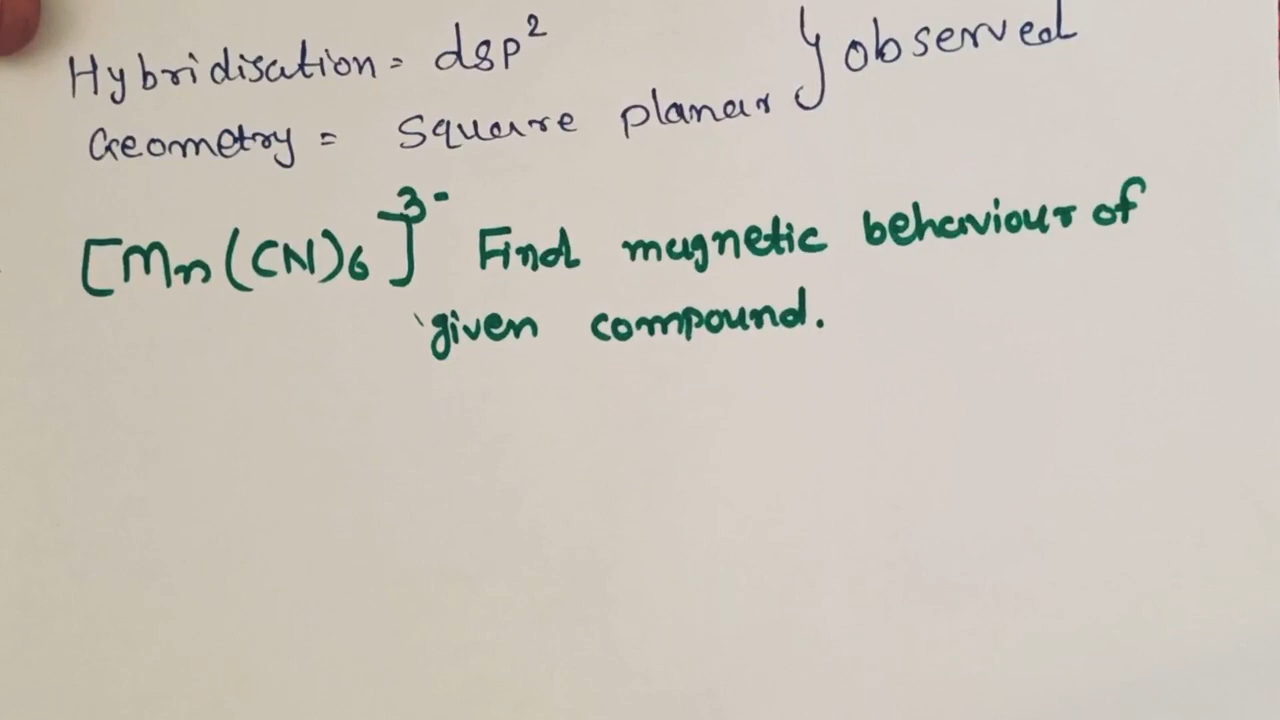 Hybridisation = dsp²
Geometry = Square planar } observed
[Mn(CN)6]3- Find magnetic behaviour of
given compound.